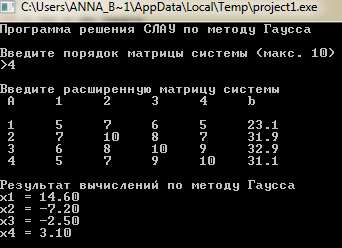 C:\Users\ANNA_B~1\AppData\Local\Temp\project1.exe
Программа решения СЛАУ по методу Гаусса
Введите порядок матрицы системы (макс. 10)
>4
Введите расширенную матрицу системы
A 1 2 3 4 b
1 5 7 6 5 23.1
2 7 10 8 7 31.9
3 6 8 10 9 32.9
4 5 7 9 10 31.1
Результат вычислений по методу Гаусса
x1 = 14.60
x2 = -7.20
x3 = -2.50
x4 = 3.10